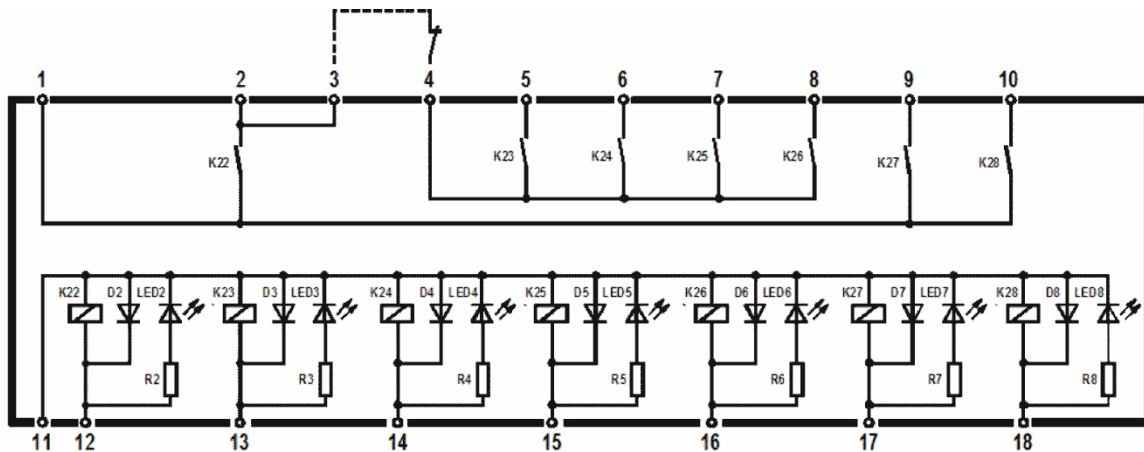 1 2 3 4 5 6 7 8 9 10
K22 K23 K24 K25 K26 K27 K28
K22 D2 LED2 K23 D3 LED3 K24 D4 LED4 K25 D5 LED5 K26 D6 LED6 K27 D7 LED7 K28 D8 LED8
R2 R3 R4 R5 R6 R7 R8
11 12 13 14 15 16 17 18